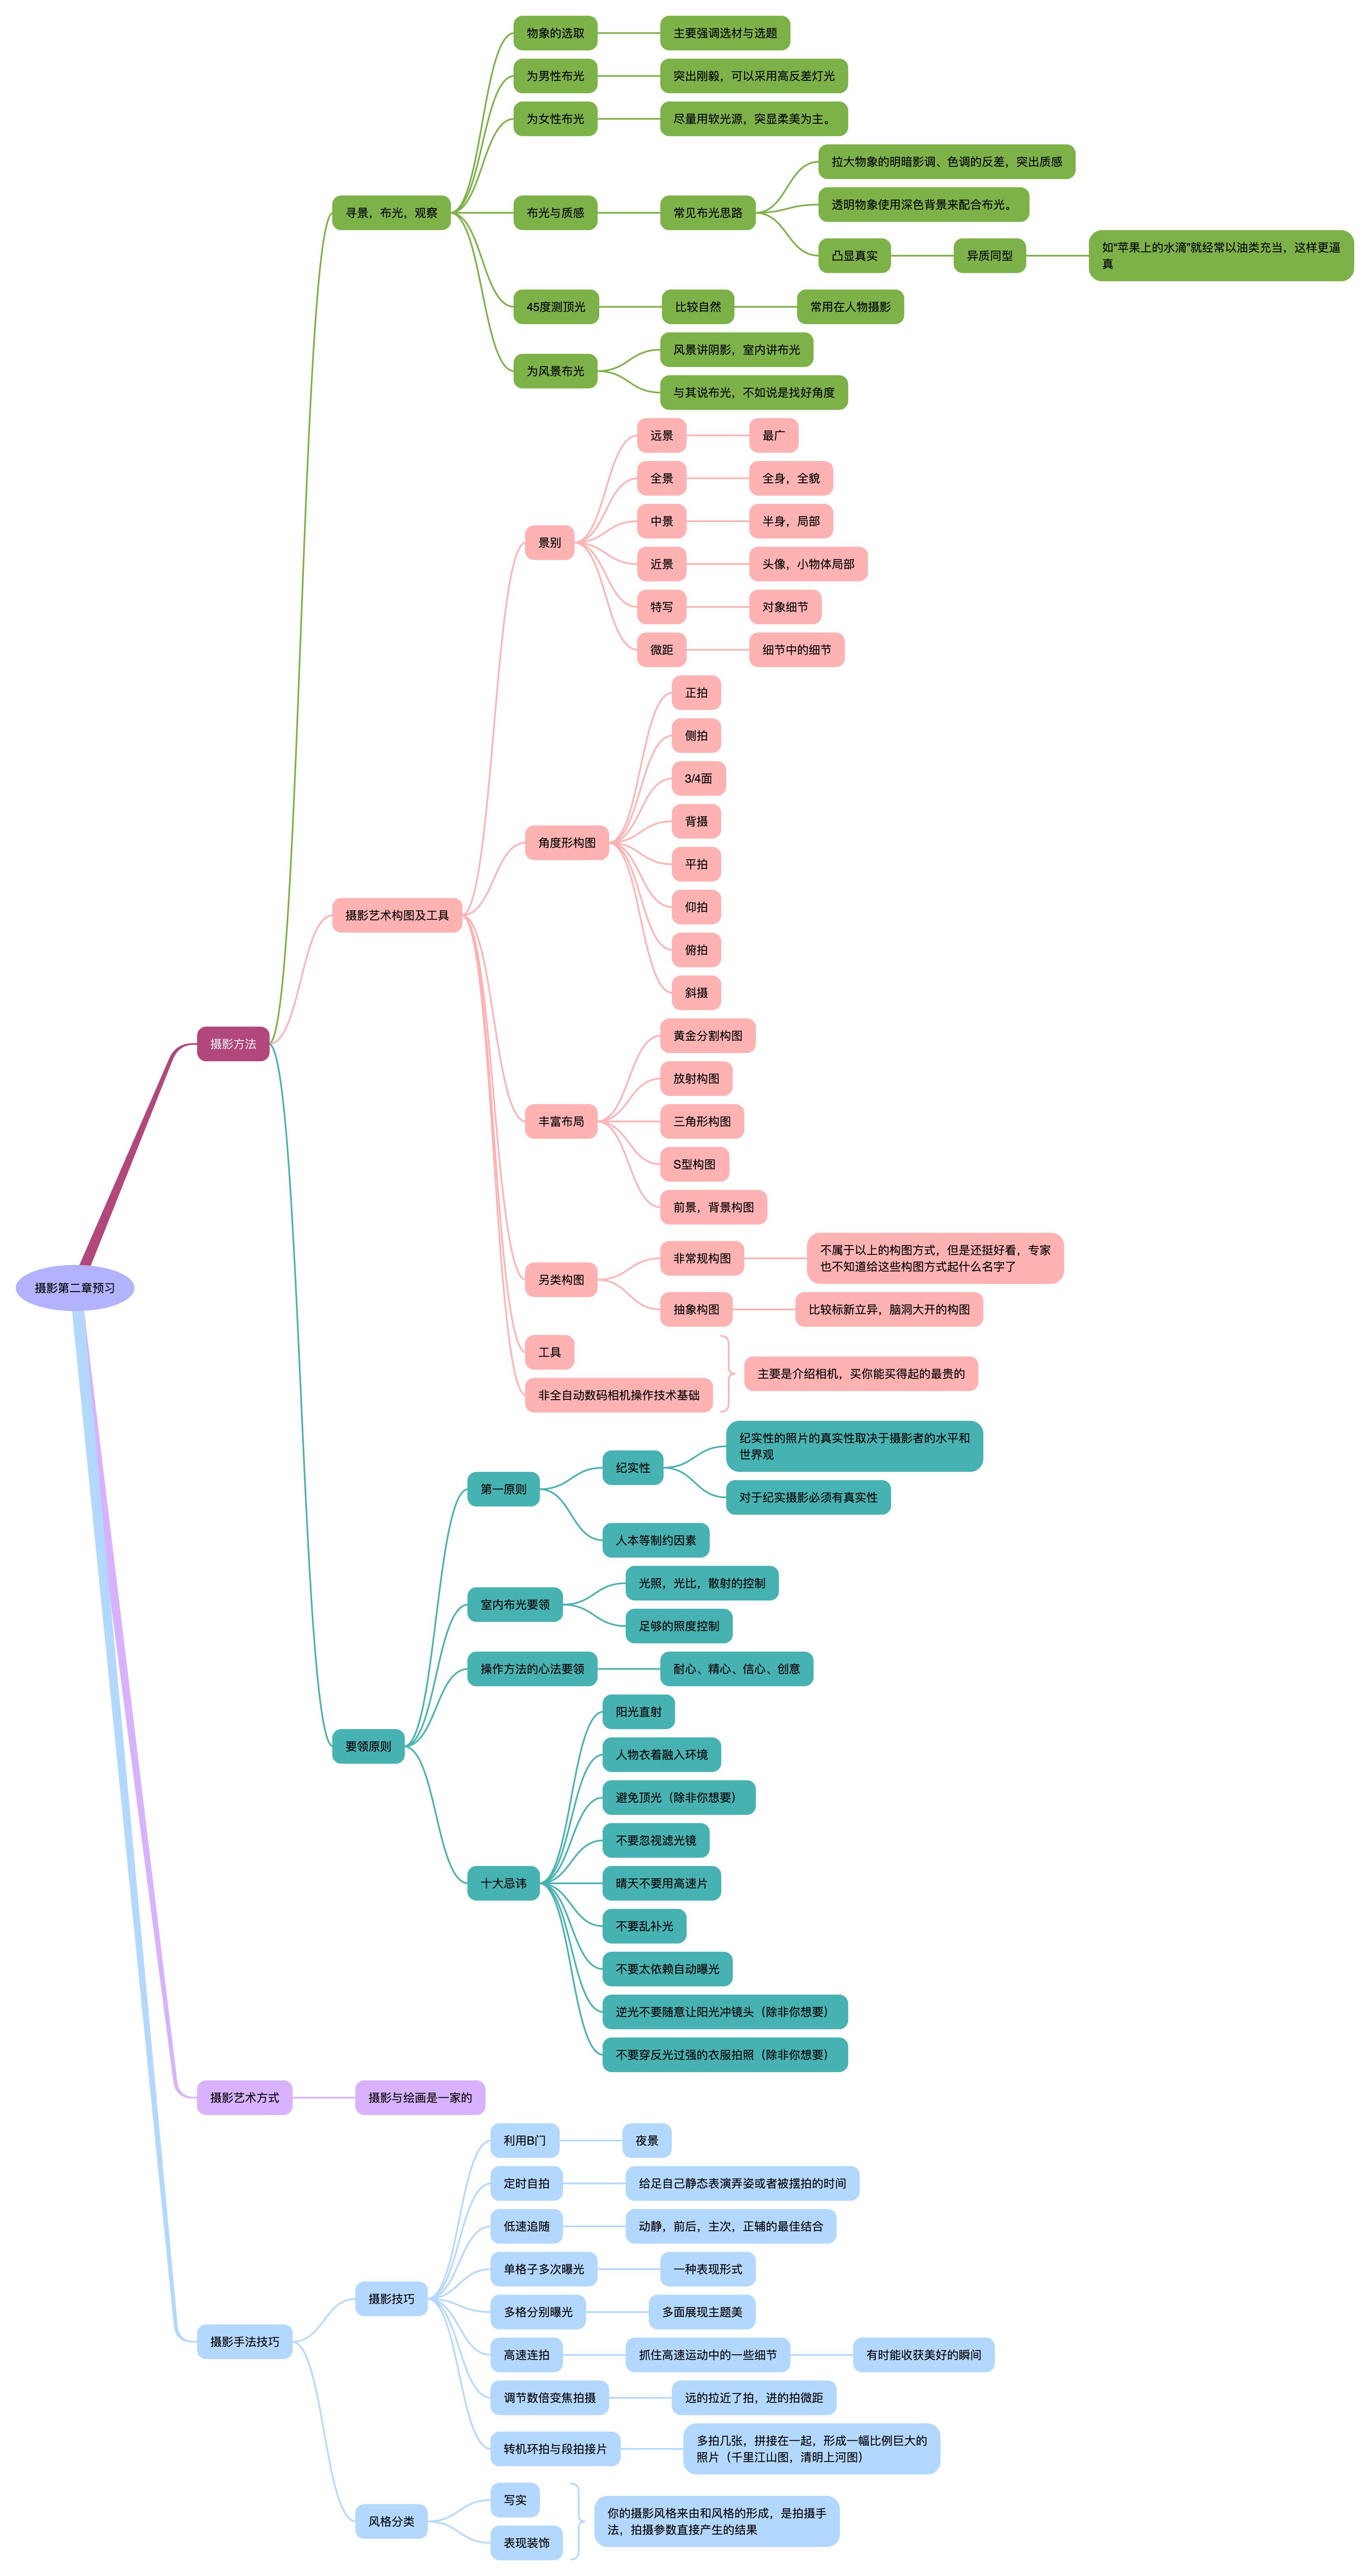 物象的选取
主要强调选材与选题
为男性布光
突出刚毅，可以采用高反差灯光
为女性布光
尽量用软光源，突显柔美为主。
拉大物象的明暗影调、色调的反差，突出质感
透明物象使用深色背景来配合布光。
寻景，布光，观察
布光与质感
常见布光思路
凸显真实
异质同型
如“苹果上的水滴”就经常以油类充当，这样更逼
真
45度测顶光
比较自然
常用在人物摄影
为风景布光
风景讲阴影，室内讲布光
与其说布光，不如说是找好角度
远景
最广
全景
全身，全貌
中景
半身，局部
景别
近景
头像，小物体局部
特写
对象细节
微距
细节中的细节
正拍
侧拍
3/4面
背摄
角度形构图
平拍
仰拍
俯拍
斜摄
摄影艺术构图及工具
黄金分割构图
放射构图
丰富布局
三角形构图
S型构图
前景，背景构图
另类构图
非常规构图
不属于以上的构图方式，但是还挺好看，专家
也不知道给这些构图方式起什么名字了
抽象构图
比较标新立异，脑洞大开的构图
工具
非全自动数码相机操作技术基础
主要是介绍相机，买你能买得起的最贵的
摄影方法
摄影第二章预习
第一原则
纪实性
纪实性的照片的真实性取决于摄影者的水平和
世界观
对于纪实摄影必须有真实性
人本等制约因素
室内布光要领
光照，光比，散射的控制
足够的照度控制
操作方法的心法要领
耐心、精心、信心、创意
要领原则
阳光直射
人物衣着融入环境
避免顶光（除非你想要）
不要忽视滤光镜
十大忌讳
晴天不要用高速片
不要乱补光
不要太依赖自动曝光
逆光不要随意让阳光冲镜头（除非你想要）
不要穿反光过强的衣服拍照（除非你想要）
摄影艺术方式
摄影与绘画是一家的
利用B门
夜景
定时自拍
给足自己静态表演弄姿或者被摆拍的时间
低速追随
动静，前后，主次，正辅的最佳结合
单格子多次曝光
一种表现形式
摄影技巧
多格分别曝光
多面展现主题美
摄影手法技巧
高速连拍
抓住高速运动中的一些细节
有时能收获美好的瞬间
调节数倍变焦拍摄
远的拉近了拍，进的拍微距
转机环拍与段拍接片
多拍几张，拼接在一起，形成一幅比例巨大的
照片（千里江山图，清明上河图）
风格分类
写实
表现装饰
你的摄影风格来由和风格的形成，是拍摄手
法，拍摄参数直接产生的结果